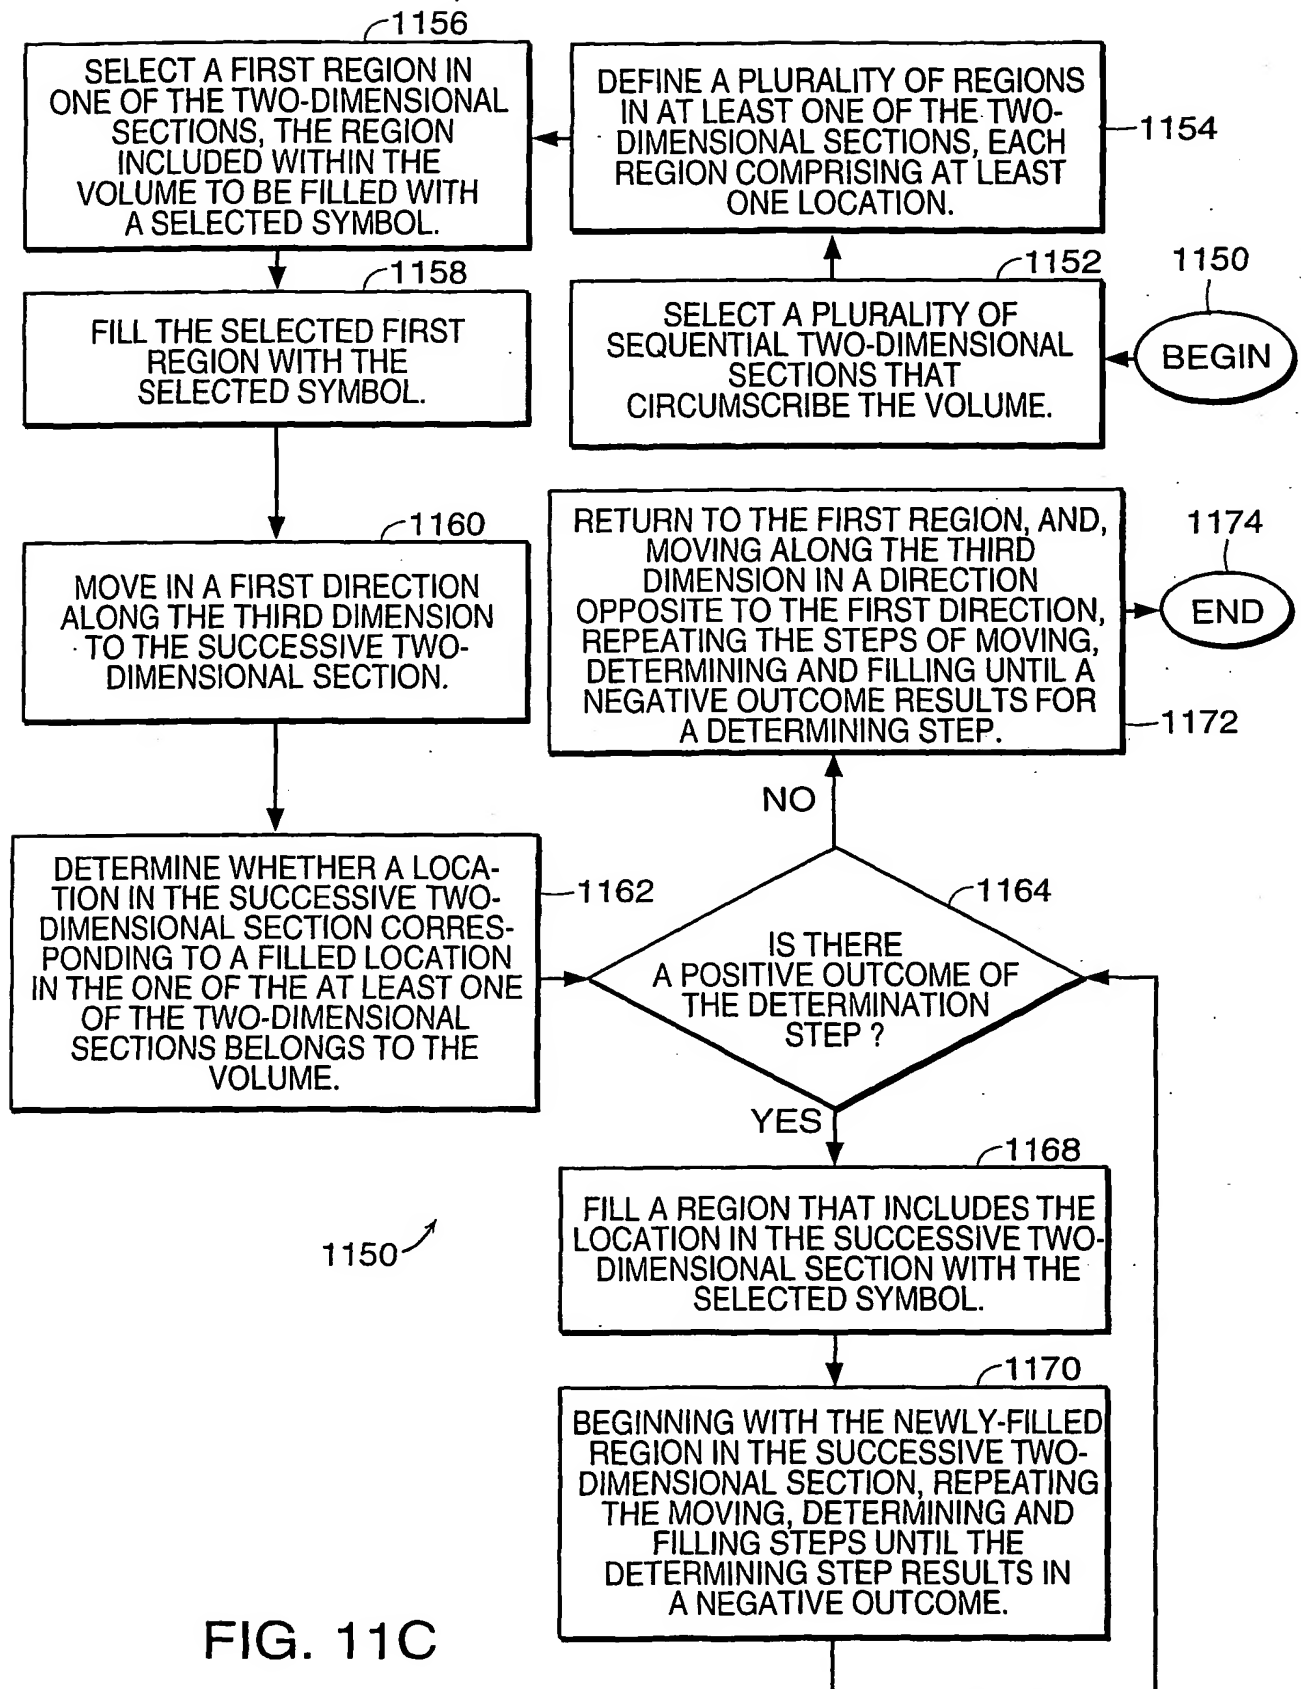 1150
BEGIN
1152
SELECT A PLURALITY OF
SEQUENTIAL TWO-DIMENSIONAL
SECTIONS THAT
CIRCUMSCRIBE THE VOLUME.
1154
DEFINE A PLURALITY OF REGIONS
IN AT LEAST ONE OF THE TWO-
DIMENSIONAL SECTIONS, EACH
REGION COMPRISING AT LEAST
ONE LOCATION.
1156
SELECT A FIRST REGION IN
ONE OF THE TWO-DIMENSIONAL
SECTIONS, THE REGION
INCLUDED WITHIN THE
VOLUME TO BE FILLED WITH
A SELECTED SYMBOL.
1158
FILL THE SELECTED FIRST
REGION WITH THE
SELECTED SYMBOL.
1160
MOVE IN A FIRST DIRECTION
ALONG THE THIRD DIMENSION
TO THE SUCCESSIVE TWO-
DIMENSIONAL SECTION.
1162
DETERMINE WHETHER A LOCA-
TION IN THE SUCCESSIVE TWO-
DIMENSIONAL SECTION CORRES-
PONDING TO A FILLED LOCATION
IN THE ONE OF THE AT LEAST ONE
OF THE TWO-DIMENSIONAL
SECTIONS BELONGS TO THE
VOLUME.
1164
IS THERE
A POSITIVE OUTCOME OF
THE DETERMINATION
STEP ?
NO
1172
RETURN TO THE FIRST REGION, AND,
MOVING ALONG THE THIRD
DIMENSION IN A DIRECTION
OPPOSITE TO THE FIRST DIRECTION,
REPEATING THE STEPS OF MOVING,
DETERMINING AND FILLING UNTIL A
NEGATIVE OUTCOME RESULTS FOR
A DETERMINING STEP.
1174
END
YES
1168
FILL A REGION THAT INCLUDES THE
LOCATION IN THE SUCCESSIVE TWO-
DIMENSIONAL SECTION WITH THE
SELECTED SYMBOL.
1170
BEGINNING WITH THE NEWLY-FILLED
REGION IN THE SUCCESSIVE TWO-
DIMENSIONAL SECTION, REPEATING
THE MOVING, DETERMINING AND
FILLING STEPS UNTIL THE
DETERMINING STEP RESULTS IN
A NEGATIVE OUTCOME.
1150
FIG. 11C